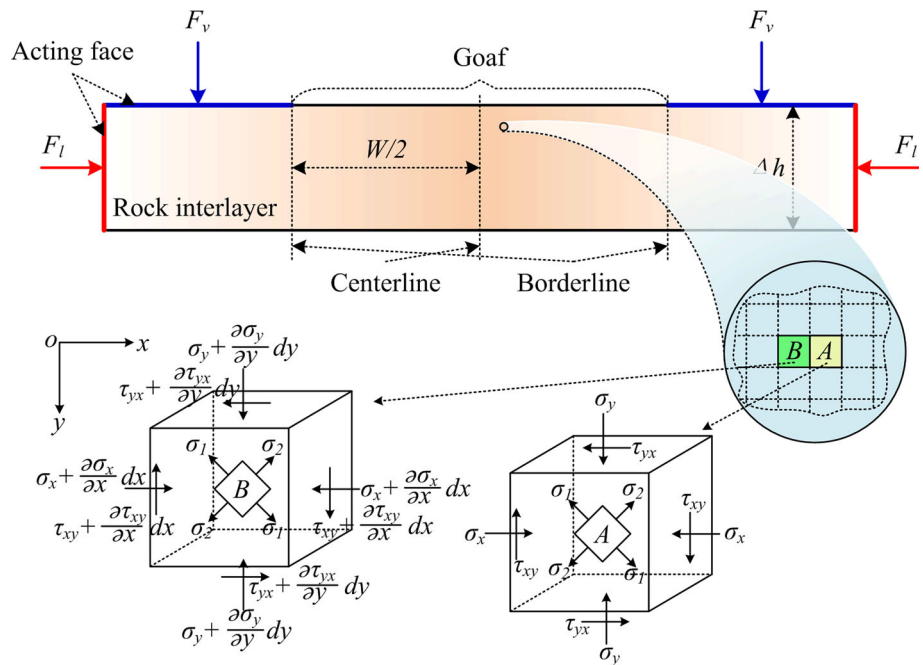 F_v
F_v
Goaf
Acting face
F_l
W/2
Δh
F_l
Rock interlayer
Centerline
Borderline
B
A
o
x
y
σ_y + ∂σ_y/∂y dy
τ_yx + ∂τ_yx/∂y dy
σ_1
σ_2
B
σ_x + ∂σ_x/∂x dx
σ_x + ∂σ_x/∂x dx
τ_xy + ∂τ_xy/∂x dx
σ_2
σ_1
τ_xy + ∂τ_xy/∂x dx
τ_yx + ∂τ_yx/∂y dy
σ_y + ∂σ_y/∂y dy
σ_y
τ_yx
σ_1
σ_2
τ_xy
A
σ_x
σ_x
τ_xy
σ_2
σ_1
τ_yx
σ_y